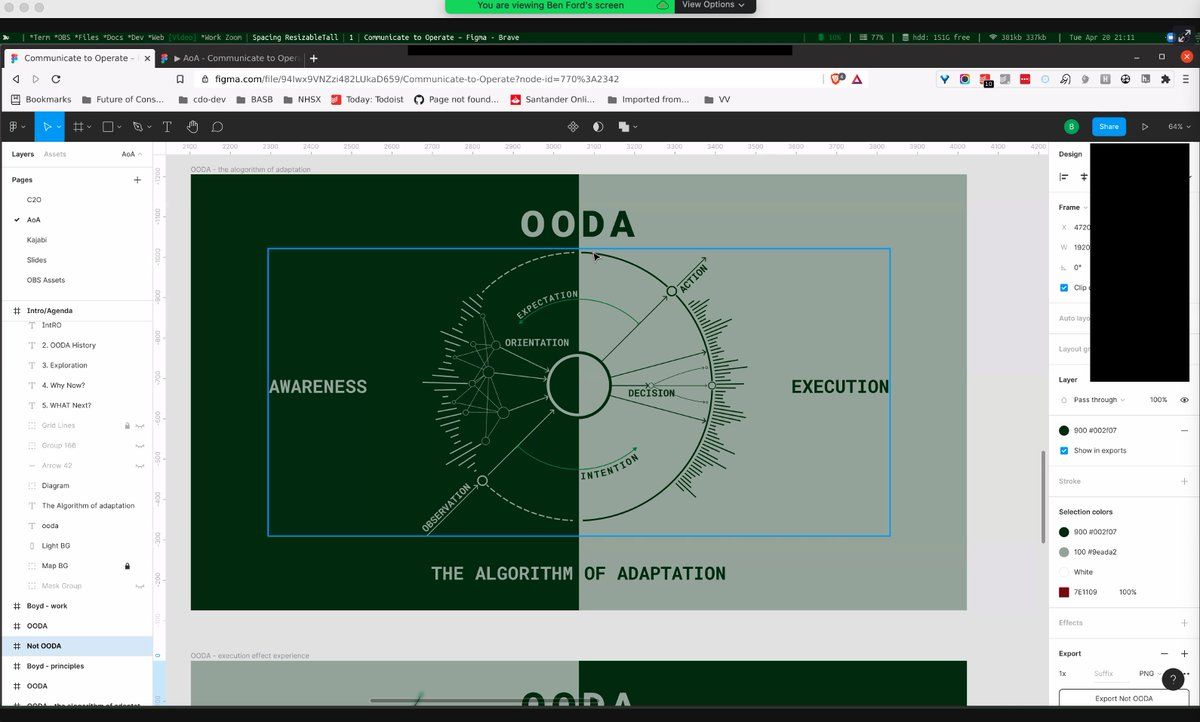 You are viewing Ben Ford's screen
View Options
*Term *OBS *Files *Docs *Dev *Web [Video] *Work Zoom | Spacing ResizableTall | 1 | Communicate to Operate – Figma - Brave
10% | 77% | hdd: 151G free | 381kb 337kb | Tue Apr 20 21:11
Communicate to Operate –
AoA - Communicate to Oper
figma.com/file/94Iwx9VNZzi482LUkaD659/Communicate-to-Operate?node-id=770%3A2342
Bookmarks
Future of Cons...
cdo-dev
BASB
NHSX
Today: Todoist
Page not found...
Santander Onli...
Imported from...
VV
B
Share
64%
Layers
Assets
AoA
2100 2200 2300 2400 2500 2600 2700 2800 2900 3000 3100 3200 3300 3400 3500 3600 3700 3800 3900 4000 4100 4200
Pages
C2O
AoA
Kajabi
Slides
OBS Assets
Intro/Agenda
IntRO
2. OODA History
3. Exploration
4. Why Now?
5. WHAT Next?
Grid Lines
Group 166
Arrow 42
Diagram
The Algorithm of adaptation
ooda
Light BG
Map BG
Mask Group
Boyd - work
OODA
Not OODA
Boyd - principles
OODA
OODA - the alogorithm of adaptation
OODA
EXPECTATION
ACTION
ORIENTATION
AWARENESS
DECISION
EXECUTION
INTENTION
OBSERVATION
THE ALGORITHM OF ADAPTATION
OODA - execution effect experience
OODA
Design
Frame
X 4720
W 1920
0°
Clip c
Auto layo
Layout gr
Layer
Pass through
100%
900 #002f07
Show in exports
Stroke
Selection colors
900 #002f07
100 #9eada2
White
7E1109
100%
Effects
Export
1x
Suffix
PNG
Export Not OODA
?